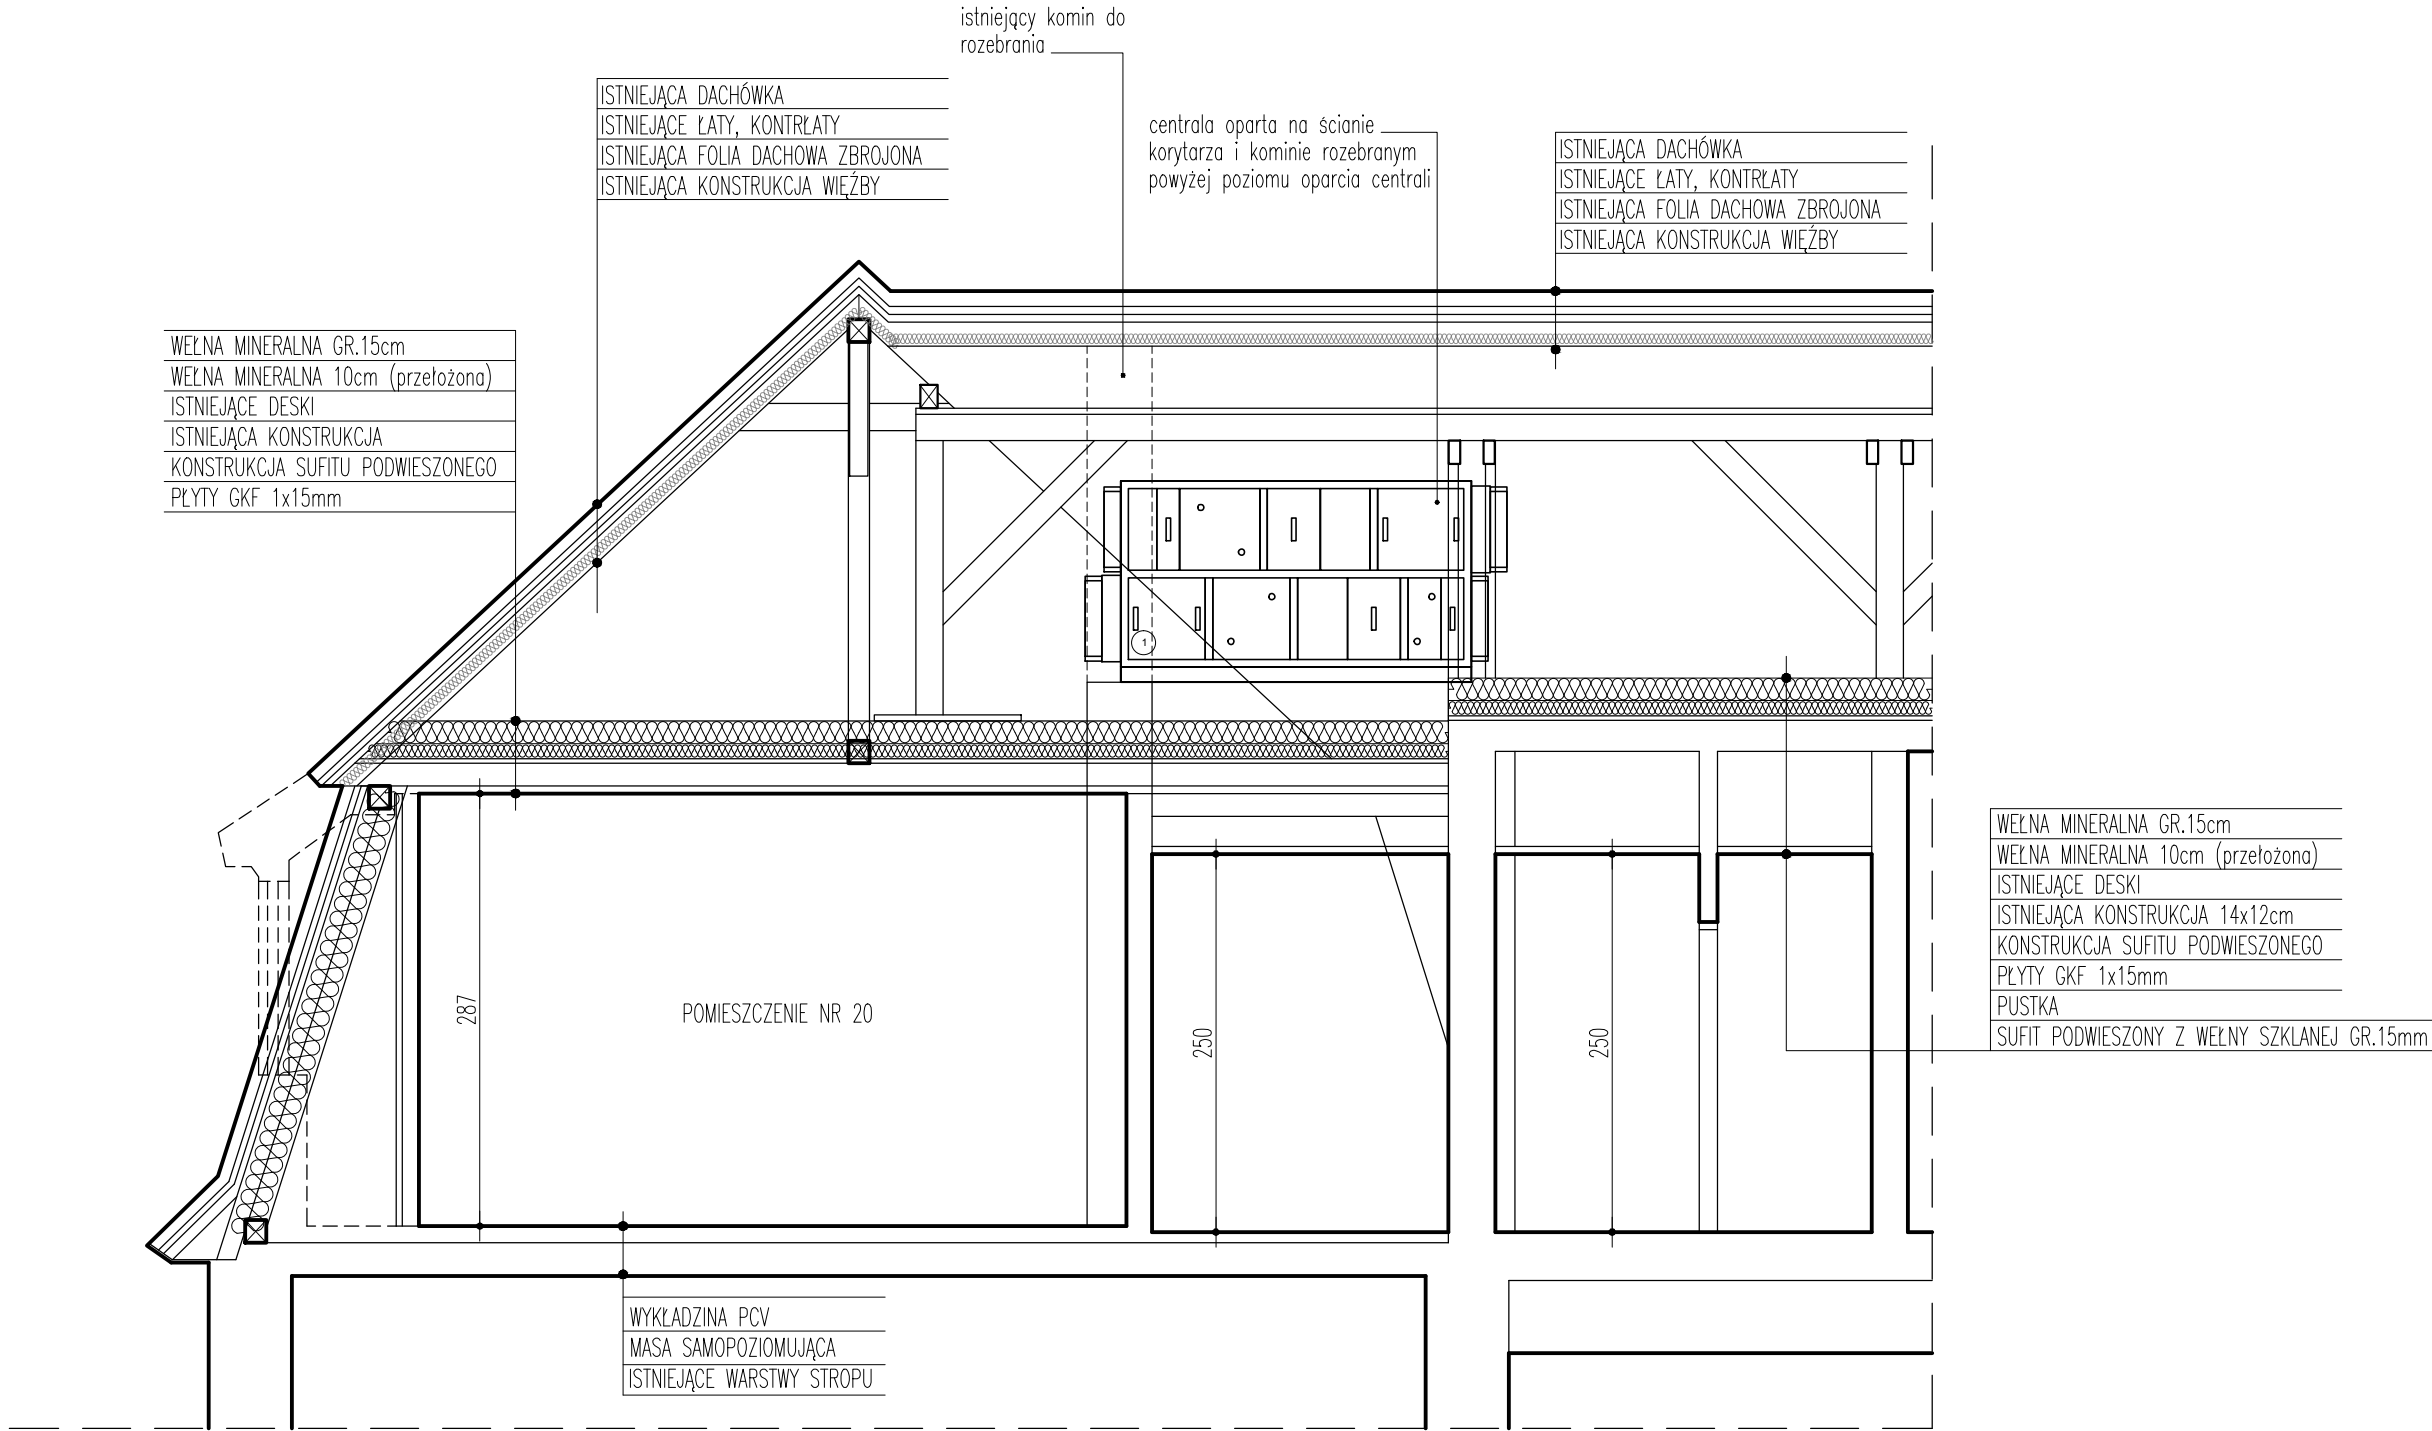 istniejący komin do
rozebrania
ISTNIEJĄCA DACHÓWKA
ISTNIEJĄCE ŁATY, KONTRŁATY
ISTNIEJĄCA FOLIA DACHOWA ZBROJONA
ISTNIEJĄCA KONSTRUKCJA WIĘŹBY
centrala oparta na ścianie
korytarza i kominie rozebranym
powyżej poziomu oparcia centrali
ISTNIEJĄCA DACHÓWKA
ISTNIEJĄCE ŁATY, KONTRŁATY
ISTNIEJĄCA FOLIA DACHOWA ZBROJONA
ISTNIEJĄCA KONSTRUKCJA WIĘŹBY
WEŁNA MINERALNA GR.15cm
WEŁNA MINERALNA 10cm (przełożona)
ISTNIEJĄCE DESKI
ISTNIEJĄCA KONSTRUKCJA
KONSTRUKCJA SUFITU PODWIESZONEGO
PŁYTY GKF 1x15mm
1
WEŁNA MINERALNA GR.15cm
WEŁNA MINERALNA 10cm (przełożona)
ISTNIEJĄCE DESKI
ISTNIEJĄCA KONSTRUKCJA 14x12cm
KONSTRUKCJA SUFITU PODWIESZONEGO
PŁYTY GKF 1x15mm
PUSTKA
SUFIT PODWIESZONY Z WEŁNY SZKLANEJ GR.15mm
287
POMIESZCZENIE NR 20
250
250
WYKŁADZINA PCV
MASA SAMOPOZIOMUJĄCA
ISTNIEJĄCE WARSTWY STROPU